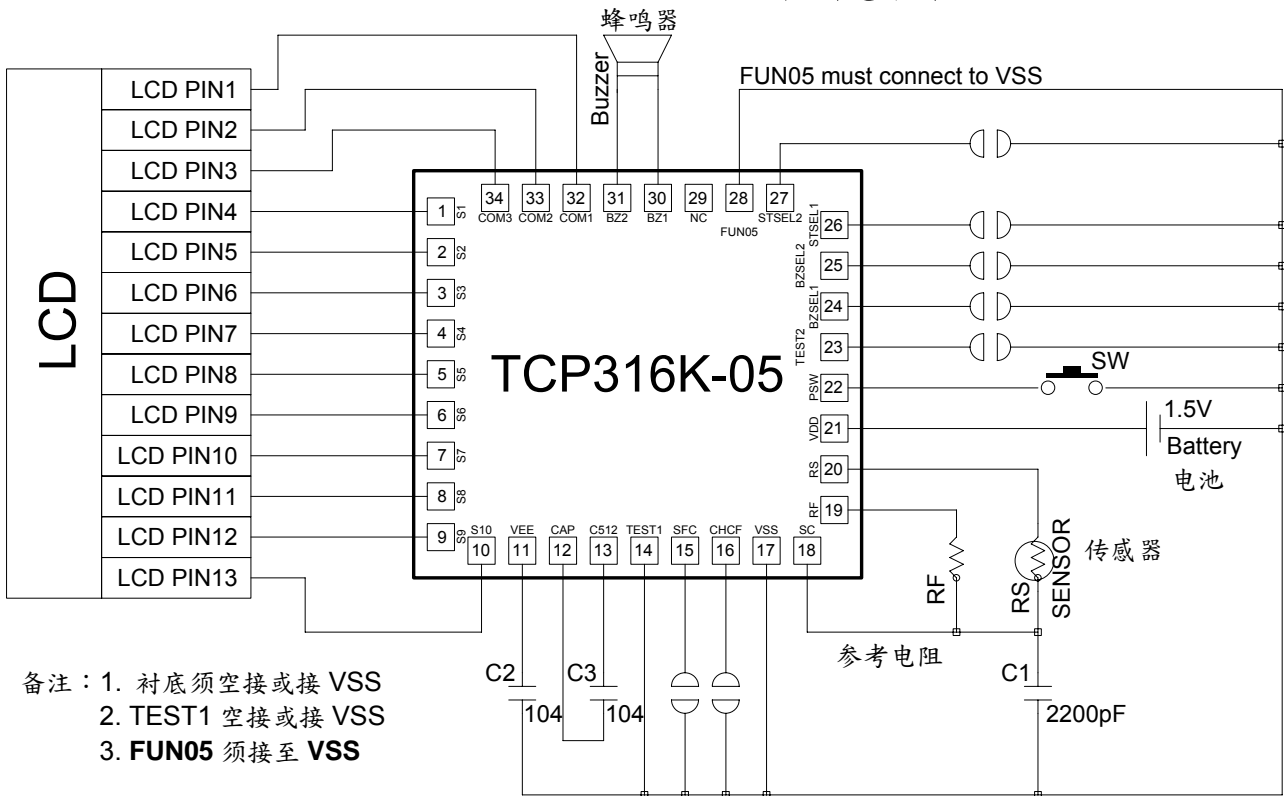 蜂鸣器
Buzzer
FUN05 must connect to VSS
LCD
LCD PIN1
LCD PIN2
LCD PIN3
LCD PIN4
LCD PIN5
LCD PIN6
LCD PIN7
LCD PIN8
LCD PIN9
LCD PIN10
LCD PIN11
LCD PIN12
LCD PIN13
34 33 32 31 30 29 28 27
COM3 COM2 COM1 BZ2 BZ1 NC FUN05 STSEL2
1 S1
2 S2
3 S3
4 S4
5 S5
6 S6
7 S7
8 S8
9 S9
TCP316K-05
STSEL1 26
BZSEL2 25
BZSEL1 24
TEST2 23
PSW 22
VDD 21
RS 20
RF 19
S10 VEE CAP C512 TEST1 SFC CHCF VSS SC
10 11 12 13 14 15 16 17 18
SW
1.5V
Battery
电池
RF
RS
SENSOR
传感器
参考电阻
C2
104
C3
104
C1
2200pF
备注：1. 衬底须空接或接 VSS
2. TEST1 空接或接 VSS
3. FUN05 须接至 VSS